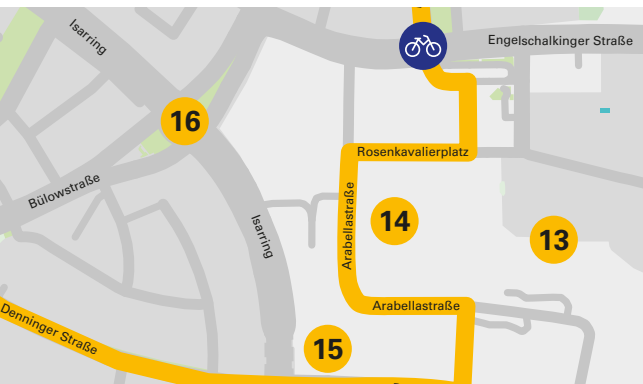 Isarring
Engelschalkinger Straße
16
Rosenkavalierplatz
Bülowstraße
Isarring
Arabellastraße
14
13
Arabellastraße
Denninger Straße
15